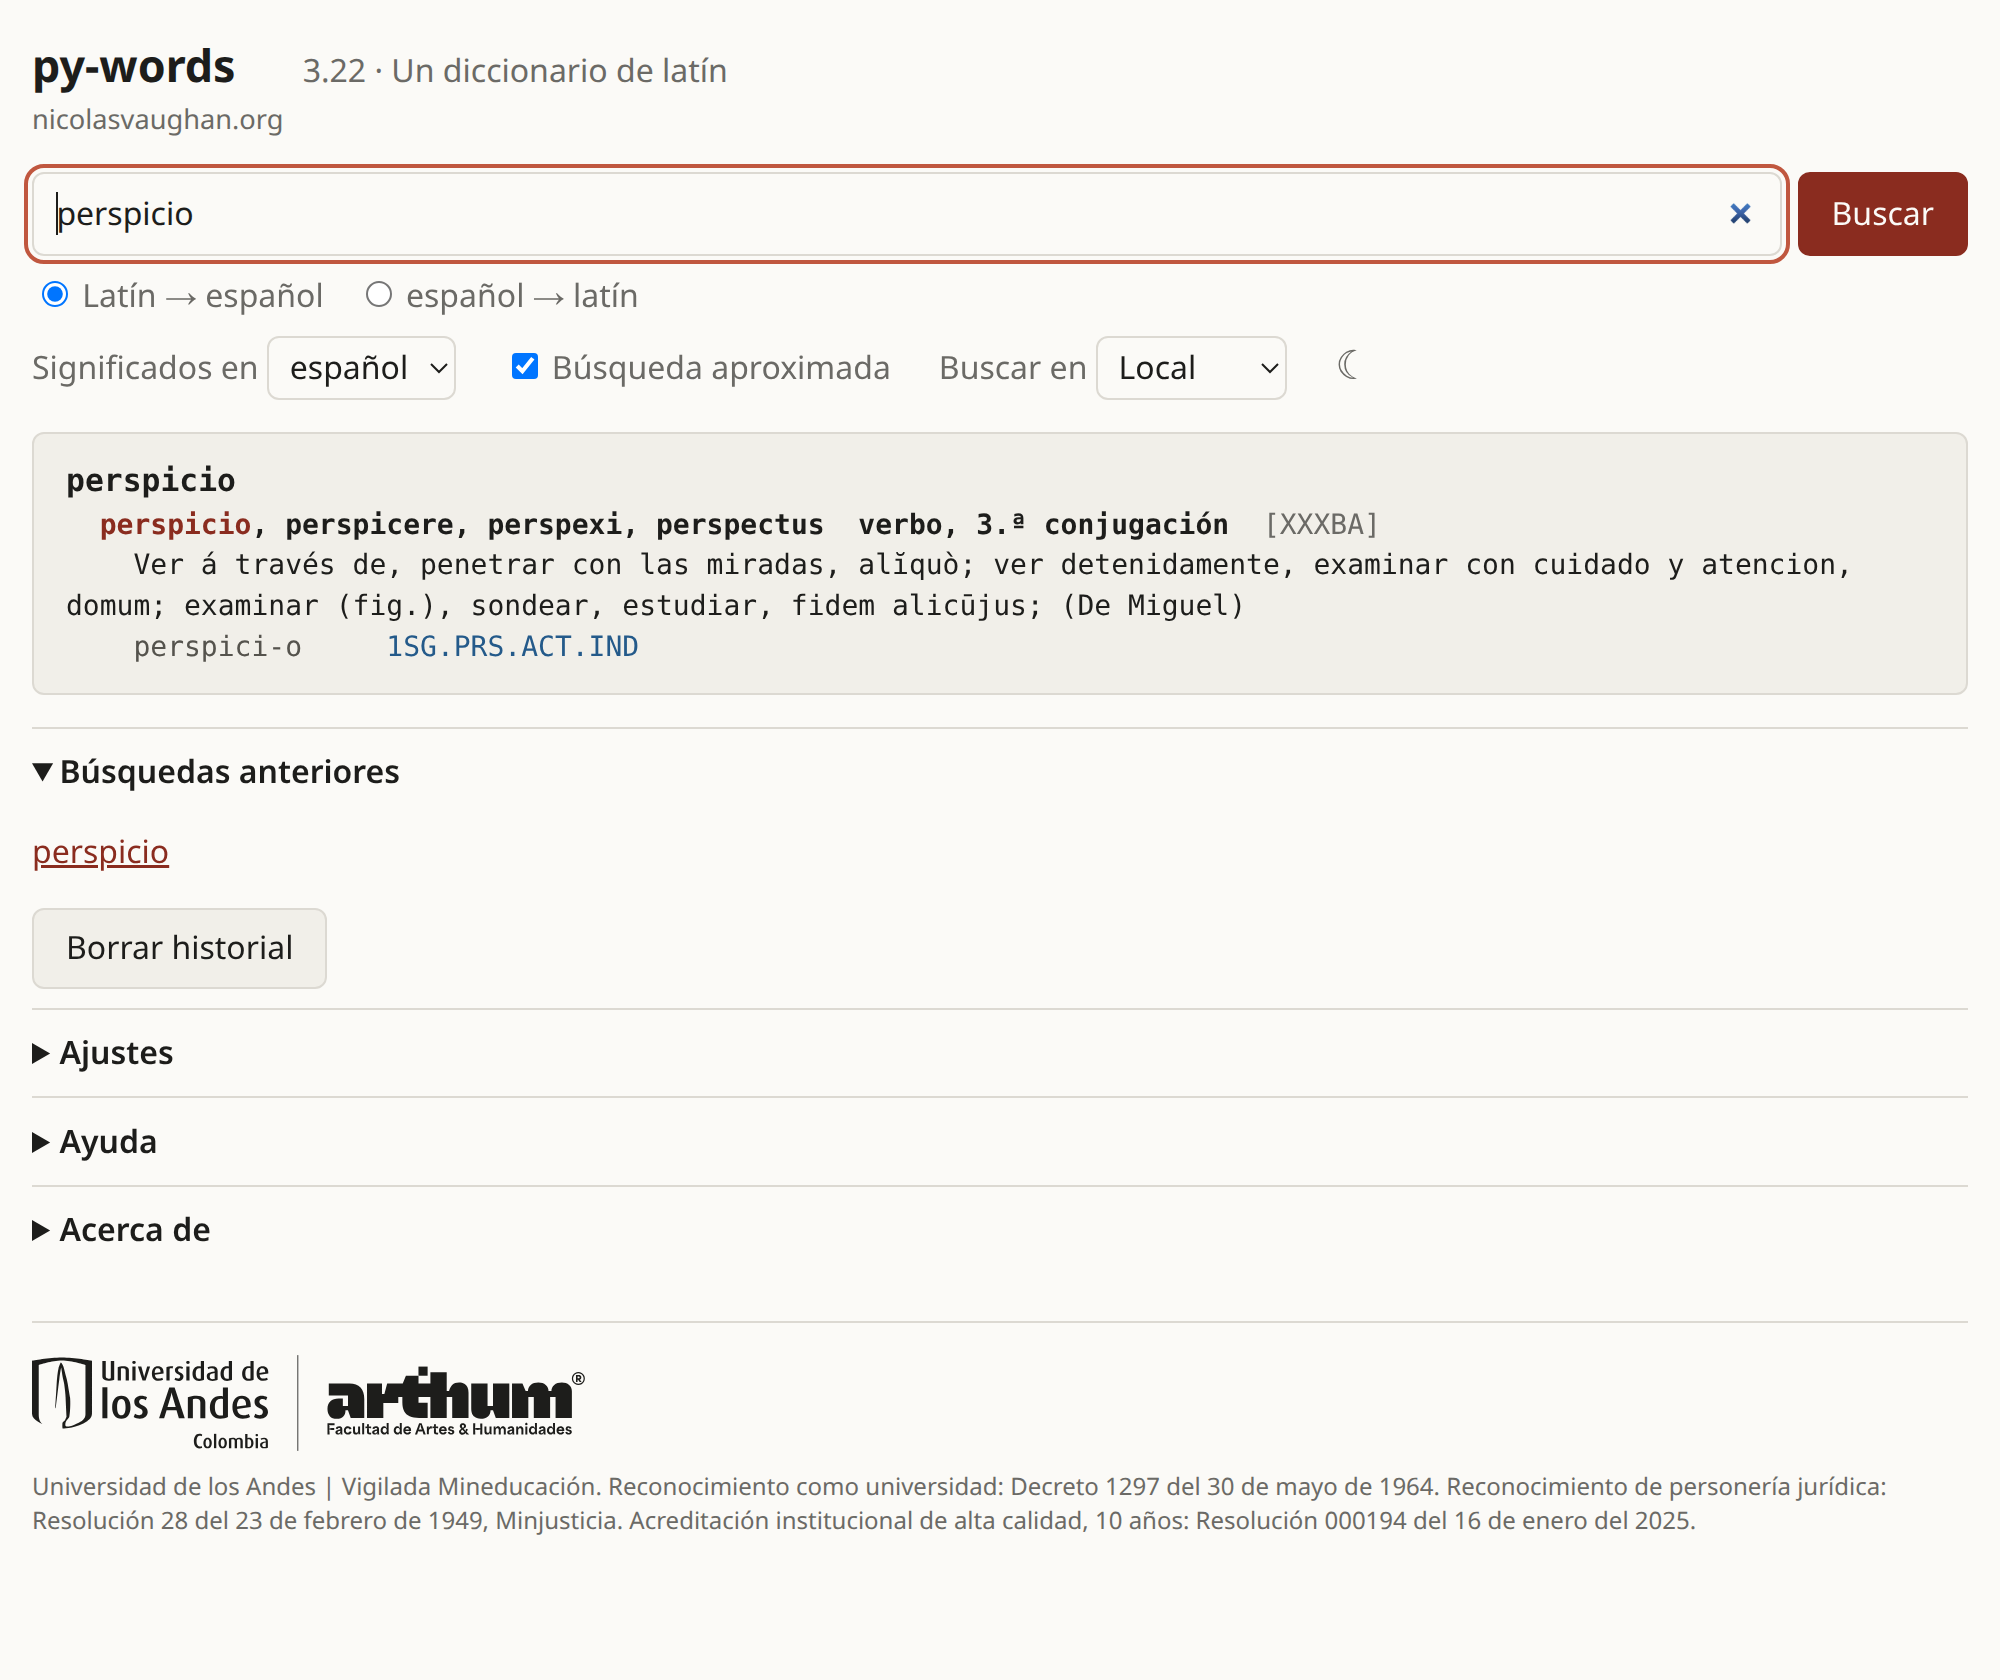 py-words 3.22 · Un diccionario de latín
nicolasvaughan.org
perspicio
Buscar
Latín → español español → latín
Significados en español Búsqueda aproximada Buscar en Local
perspicio
perspicio, perspicere, perspexi, perspectus verbo, 3.ª conjugación [XXXBA]
Ver á través de, penetrar con las miradas, alĭquò; ver detenidamente, examinar con cuidado y atencion,
domum; examinar (fig.), sondear, estudiar, fidem alicūjus; (De Miguel)
perspici-o 1SG.PRS.ACT.IND
Búsquedas anteriores
perspicio
Borrar historial
Ajustes
Ayuda
Acerca de
Universidad de
los Andes
Colombia
arthum®
Facultad de Artes & Humanidades
Universidad de los Andes | Vigilada Mineducación. Reconocimiento como universidad: Decreto 1297 del 30 de mayo de 1964. Reconocimiento de personería jurídica:
Resolución 28 del 23 de febrero de 1949, Minjusticia. Acreditación institucional de alta calidad, 10 años: Resolución 000194 del 16 de enero del 2025.